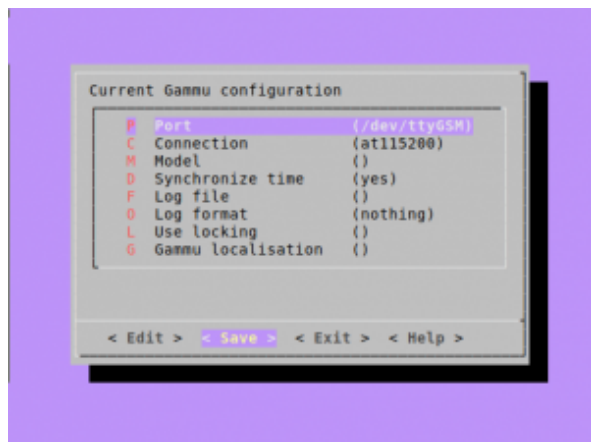 Current Gammu configuration
P Port (/dev/ttyGSM)
C Connection (at115200)
M Model ()
D Synchronize time (yes)
F Log file ()
O Log format (nothing)
L Use locking ()
G Gammu localisation ()
< Edit > < Save > < Exit > < Help >